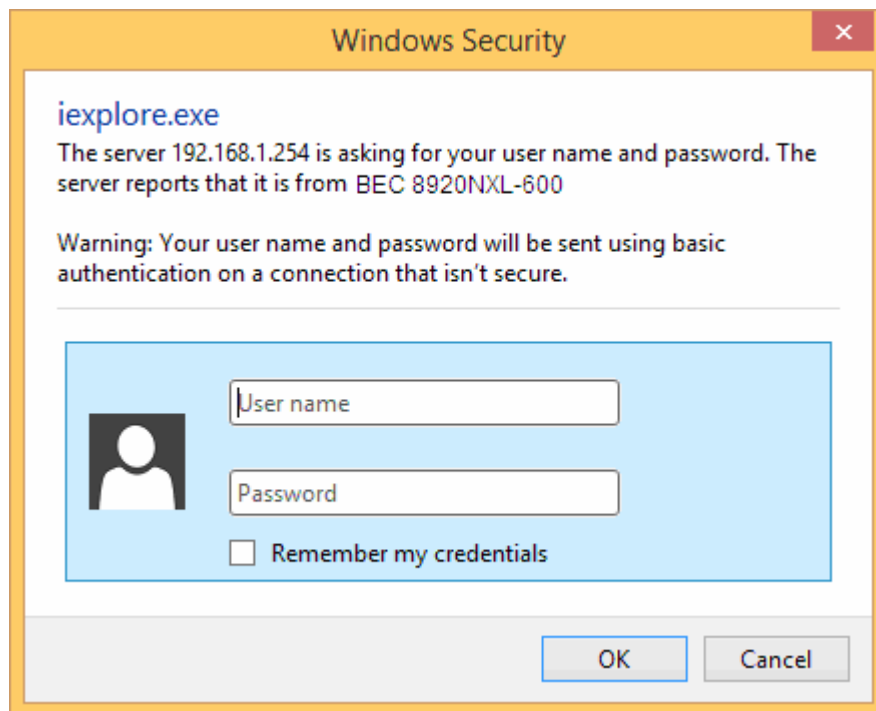 Windows Security
iexplore.exe
The server 192.168.1.254 is asking for your user name and password. The
server reports that it is from BEC 8920NXL-600
Warning: Your user name and password will be sent using basic
authentication on a connection that isn't secure.
User name
Password
Remember my credentials
OK
Cancel